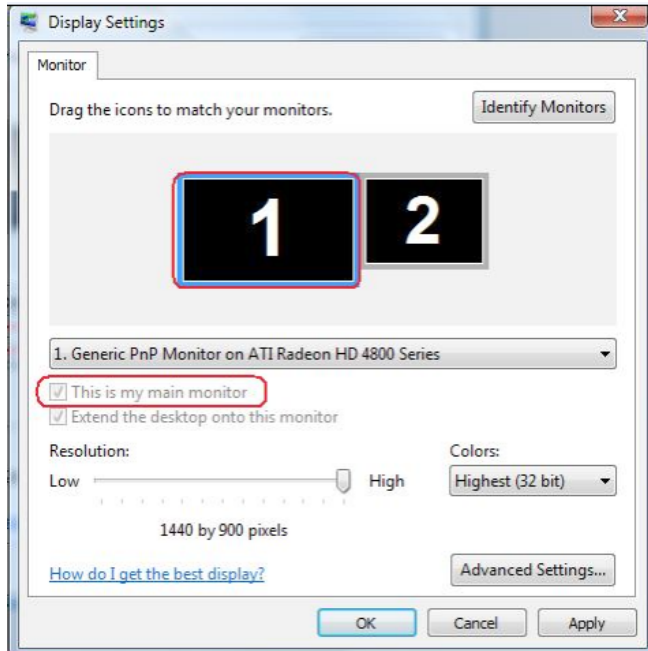 Display Settings
Monitor
Drag the icons to match your monitors.
Identify Monitors
1
2
1. Generic PnP Monitor on ATI Radeon HD 4800 Series
This is my main monitor
Extend the desktop onto this monitor
Resolution:
Colors:
Low
High
Highest (32 bit)
1440 by 900 pixels
How do I get the best display?
Advanced Settings...
OK
Cancel
Apply